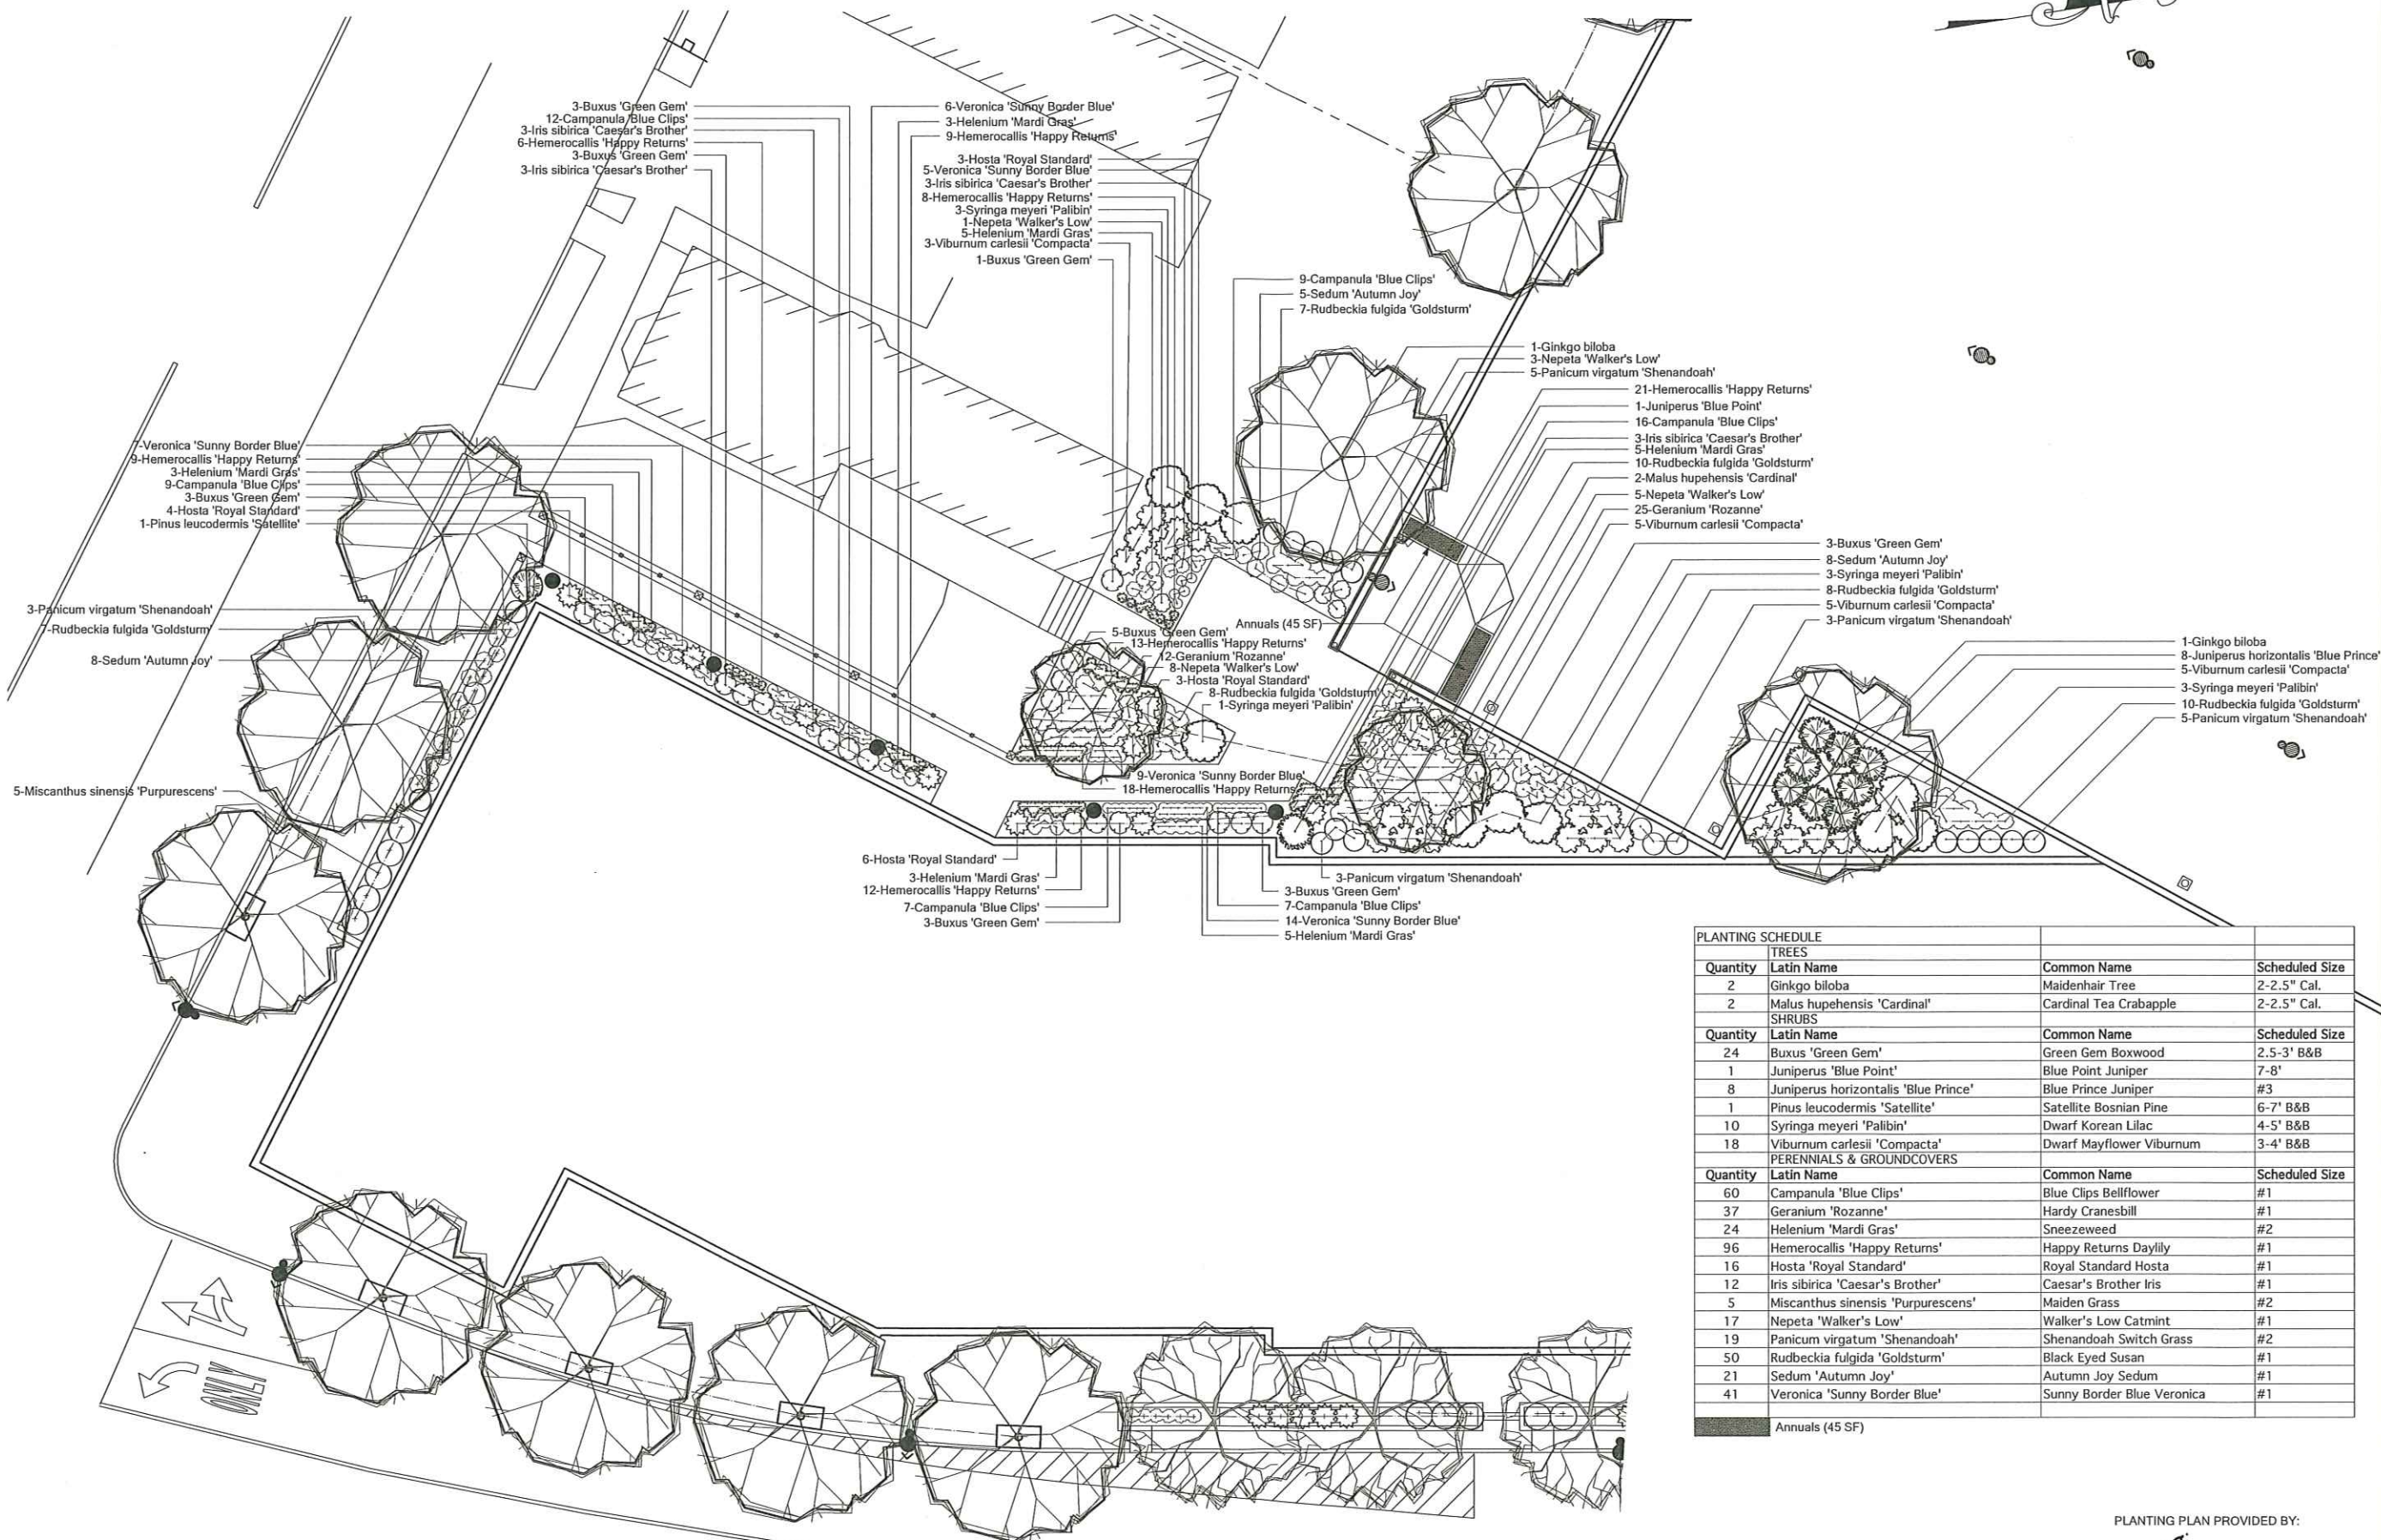 3-Buxus 'Green Gem'
12-Campanula 'Blue Clips'
3-Iris sibirica 'Caesar's Brother'
6-Hemerocallis 'Happy Returns'
3-Buxus 'Green Gem'
3-Iris sibirica 'Caesar's Brother'
6-Veronica 'Sunny Border Blue'
3-Helenium 'Mardi Gras'
9-Hemerocallis 'Happy Returns'
3-Hosta 'Royal Standard'
5-Veronica 'Sunny Border Blue'
3-Iris sibirica 'Caesar's Brother'
8-Hemerocallis 'Happy Returns'
3-Syringa meyeri 'Palibin'
1-Nepeta 'Walker's Low'
5-Helenium 'Mardi Gras'
3-Viburnum carlesii 'Compacta'
1-Buxus 'Green Gem'
9-Campanula 'Blue Clips'
5-Sedum 'Autumn Joy'
7-Rudbeckia fulgida 'Goldsturm'
1-Ginkgo biloba
3-Nepeta 'Walker's Low'
5-Panicum virgatum 'Shenandoah'
21-Hemerocallis 'Happy Returns'
1-Juniperus 'Blue Point'
16-Campanula 'Blue Clips'
3-Iris sibirica 'Caesar's Brother'
5-Helenium 'Mardi Gras'
10-Rudbeckia fulgida 'Goldsturm'
2-Malus hupehensis 'Cardinal'
5-Nepeta 'Walker's Low'
25-Geranium 'Rozanne'
5-Viburnum carlesii 'Compacta'
3-Buxus 'Green Gem'
8-Sedum 'Autumn Joy'
3-Syringa meyeri 'Palibin'
8-Rudbeckia fulgida 'Goldsturm'
5-Viburnum carlesii 'Compacta'
3-Panicum virgatum 'Shenandoah'
1-Ginkgo biloba
8-Juniperus horizontalis 'Blue Prince'
5-Viburnum carlesii 'Compacta'
3-Syringa meyeri 'Palibin'
10-Rudbeckia fulgida 'Goldsturm'
5-Panicum virgatum 'Shenandoah'
7-Veronica 'Sunny Border Blue'
9-Hemerocallis 'Happy Returns'
3-Helenium 'Mardi Gras'
9-Campanula 'Blue Clips'
3-Buxus 'Green Gem'
4-Hosta 'Royal Standard'
1-Pinus leucodermis 'Satellite'
3-Panicum virgatum 'Shenandoah'
7-Rudbeckia fulgida 'Goldsturm'
8-Sedum 'Autumn Joy'
5-Miscanthus sinensis 'Purpurescens'
Annuals (45 SF)
5-Buxus 'Green Gem'
13-Hemerocallis 'Happy Returns'
12-Geranium 'Rozanne'
8-Nepeta 'Walker's Low'
3-Hosta 'Royal Standard'
8-Rudbeckia fulgida 'Goldsturm'
1-Syringa meyeri 'Palibin'
9-Veronica 'Sunny Border Blue'
18-Hemerocallis 'Happy Returns'
6-Hosta 'Royal Standard'
3-Helenium 'Mardi Gras'
12-Hemerocallis 'Happy Returns'
7-Campanula 'Blue Clips'
3-Buxus 'Green Gem'
3-Panicum virgatum 'Shenandoah'
3-Buxus 'Green Gem'
7-Campanula 'Blue Clips'
14-Veronica 'Sunny Border Blue'
5-Helenium 'Mardi Gras'
ONLY
PLANTING SCHEDULE
TREES
Quantity Latin Name Common Name Scheduled Size
2 Ginkgo biloba Maidenhair Tree 2-2.5" Cal.
2 Malus hupehensis 'Cardinal' Cardinal Tea Crabapple 2-2.5" Cal.
SHRUBS
Quantity Latin Name Common Name Scheduled Size
24 Buxus 'Green Gem' Green Gem Boxwood 2.5-3' B&B
1 Juniperus 'Blue Point' Blue Point Juniper 7-8'
8 Juniperus horizontalis 'Blue Prince' Blue Prince Juniper #3
1 Pinus leucodermis 'Satellite' Satellite Bosnian Pine 6-7' B&B
10 Syringa meyeri 'Palibin' Dwarf Korean Lilac 4-5' B&B
18 Viburnum carlesii 'Compacta' Dwarf Mayflower Viburnum 3-4' B&B
PERENNIALS & GROUNDCOVERS
Quantity Latin Name Common Name Scheduled Size
60 Campanula 'Blue Clips' Blue Clips Bellflower #1
37 Geranium 'Rozanne' Hardy Cranesbill #1
24 Helenium 'Mardi Gras' Sneezeweed #2
96 Hemerocallis 'Happy Returns' Happy Returns Daylily #1
16 Hosta 'Royal Standard' Royal Standard Hosta #1
12 Iris sibirica 'Caesar's Brother' Caesar's Brother Iris #1
5 Miscanthus sinensis 'Purpurescens' Maiden Grass #2
17 Nepeta 'Walker's Low' Walker's Low Catmint #1
19 Panicum virgatum 'Shenandoah' Shenandoah Switch Grass #2
50 Rudbeckia fulgida 'Goldsturm' Black Eyed Susan #1
21 Sedum 'Autumn Joy' Autumn Joy Sedum #1
41 Veronica 'Sunny Border Blue' Sunny Border Blue Veronica #1
Annuals (45 SF)
PLANTING PLAN PROVIDED BY: